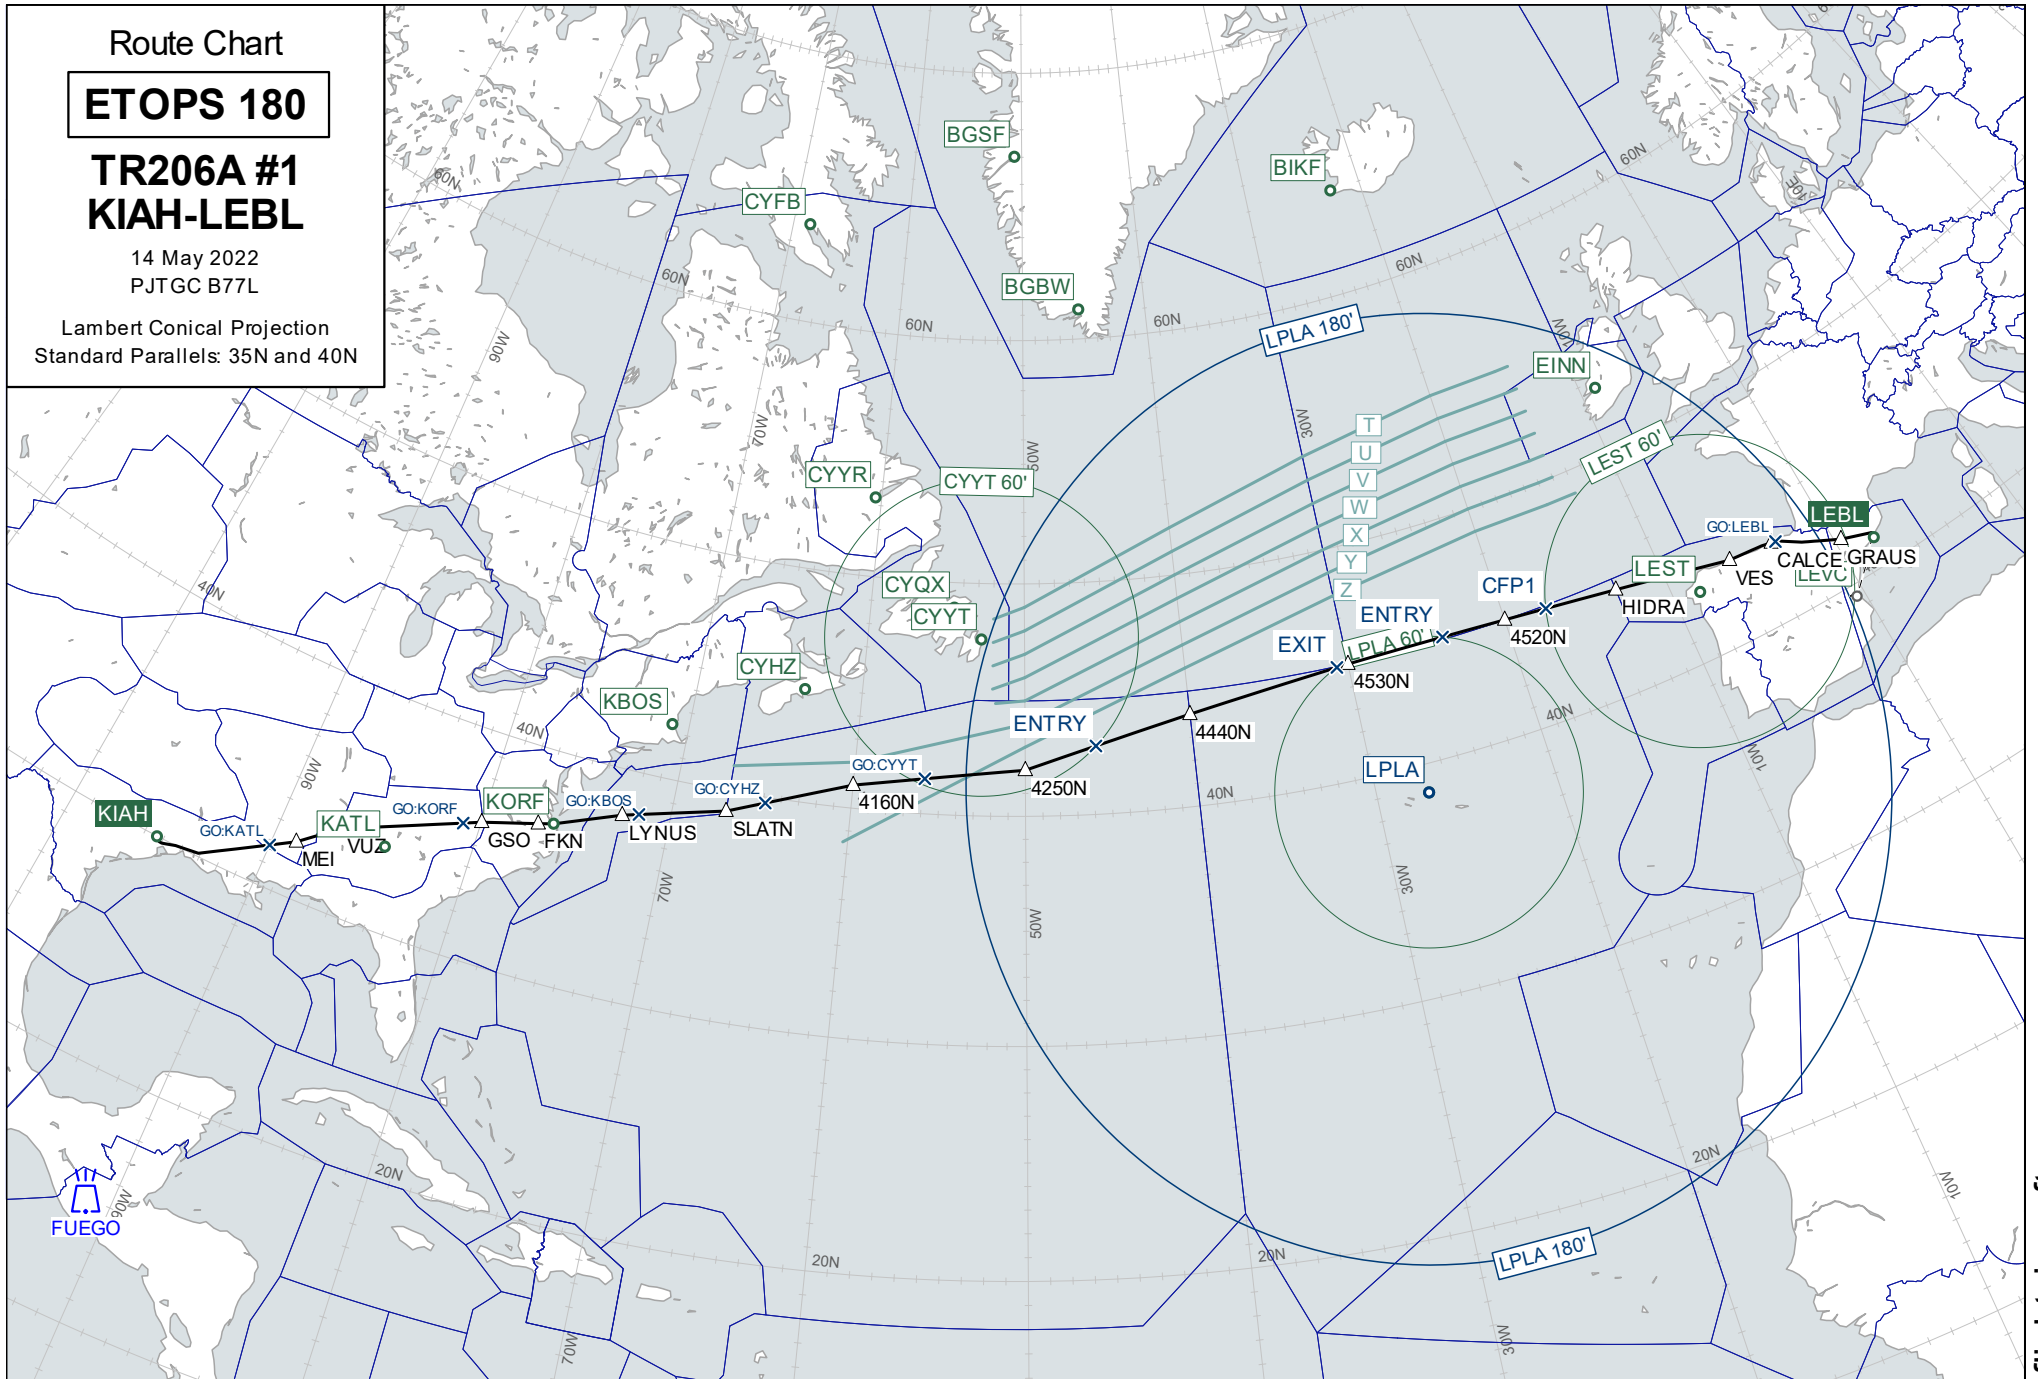 Route Chart
ETOPS 180
TR206A #1
KIAH-LEBL
14 May 2022
PJTGC B77L
Lambert Conical Projection
Standard Parallels: 35N and 40N
BGSF
BIKF
CYFB
BGBW
60N
60N
60N
60N
60N
60N
90W
70W
50W
30W
LPLA 180'
EINN
T
U
V
W
X
Y
Z
LEST 60'
CYYR
CYYT 60'
CYQX
CYYT
CYHZ
KBOS
40N
40N
90W
LEBL
GO:LEBL
CALCE
GRAUS
LEVC
VES
LEST
HIDRA
CFP1
4520N
ENTRY
LPLA 60'
EXIT
4530N
4440N
ENTRY
4250N
GO:CYYT
4160N
GO:CYHZ
SLATN
GO:KBOS
LYNUS
KORF
FKN
GSO
GO:KORF
KATL
VUZ
MEI
GO:KATL
KIAH
LPLA
40N
40N
10W
70W
50W
30W
20N
20N
20N
20N
90W
FUEGO
LPLA 180'
10W
70W
30W